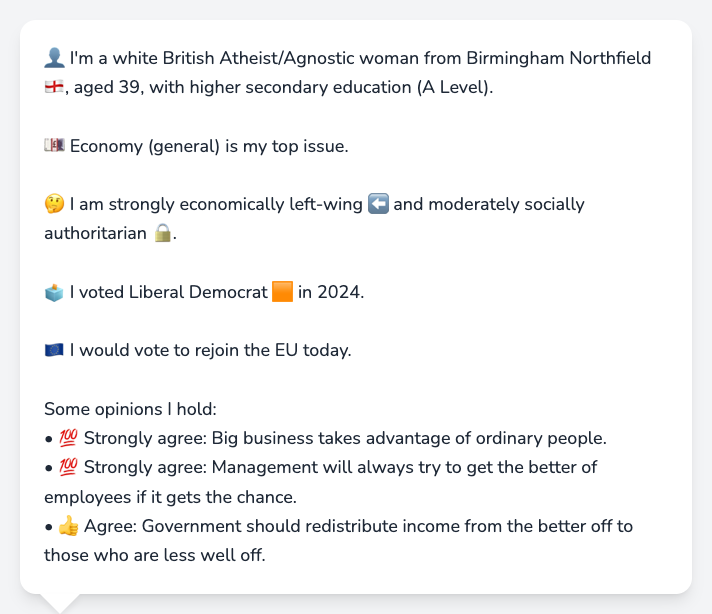 👤 I'm a white British Atheist/Agnostic woman from Birmingham Northfield
🏴󠁧󠁢󠁥󠁮󠁧󠁿, aged 39, with higher secondary education (A Level).
💷 Economy (general) is my top issue.
🤔 I am strongly economically left-wing ⬅️ and moderately socially
authoritarian 🔒.
🗳️ I voted Liberal Democrat 🟧 in 2024.
🇪🇺 I would vote to rejoin the EU today.
Some opinions I hold:
• 💯 Strongly agree: Big business takes advantage of ordinary people.
• 💯 Strongly agree: Management will always try to get the better of
employees if it gets the chance.
• 👍 Agree: Government should redistribute income from the better off to
those who are less well off.